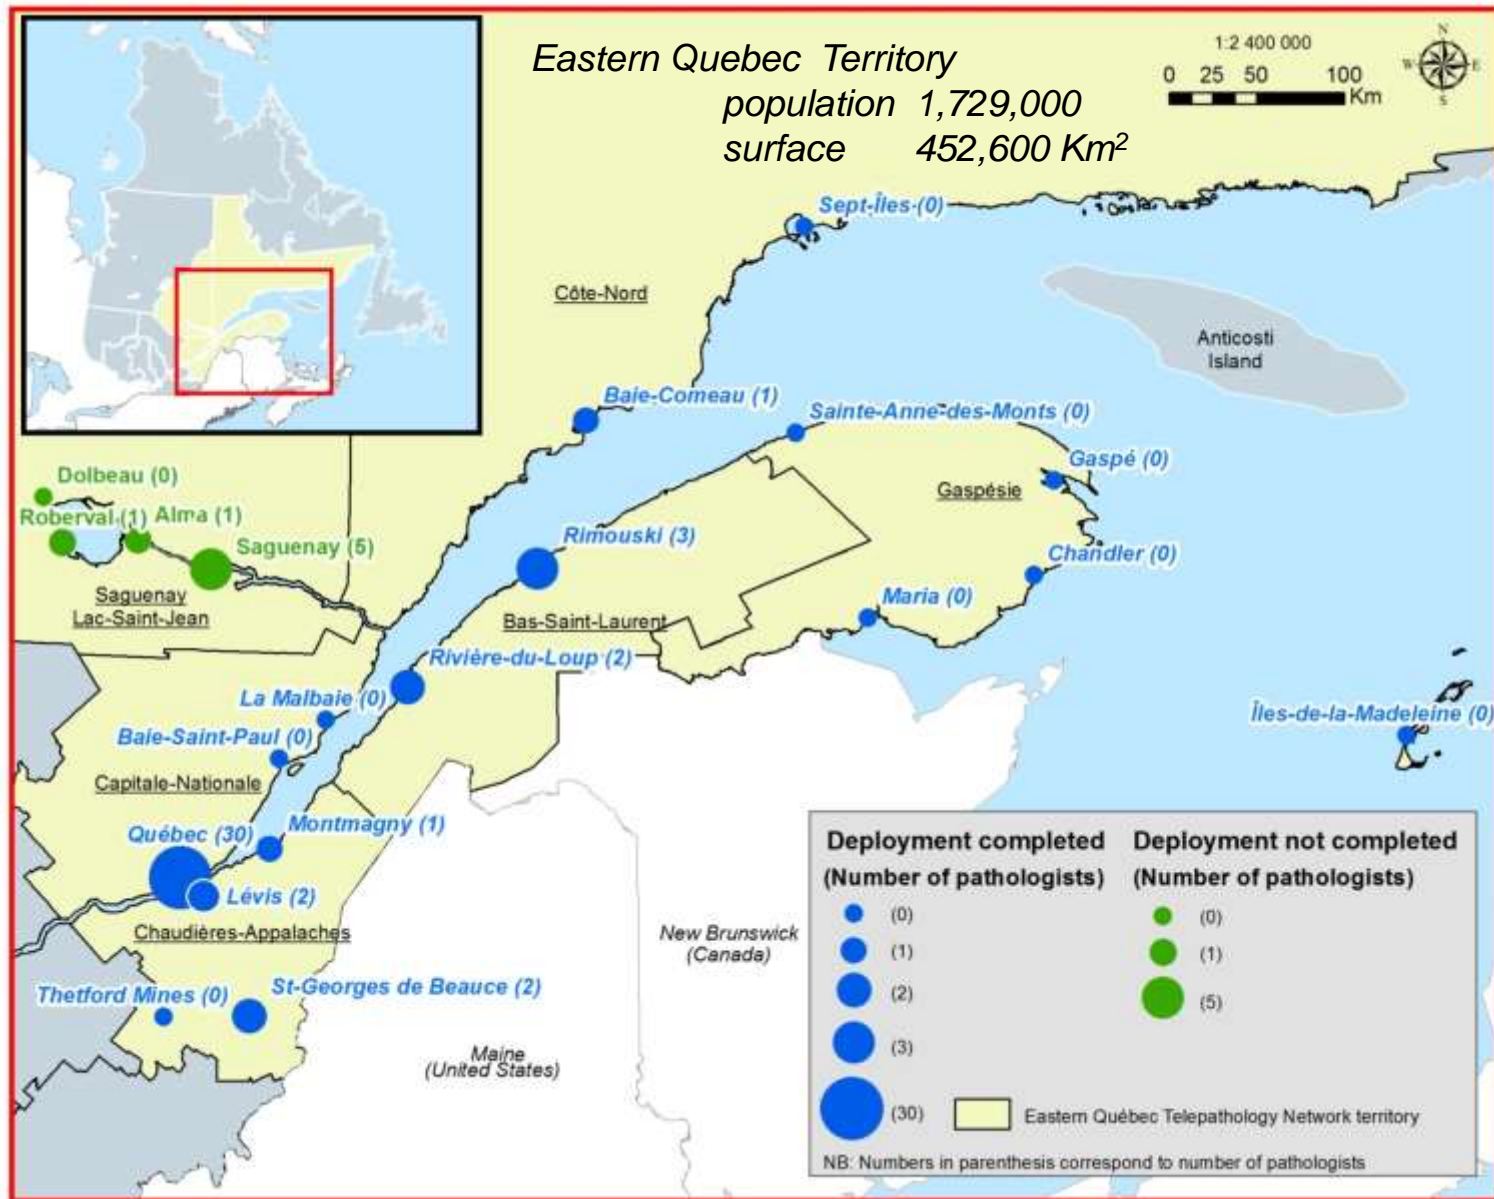 Eastern Quebec Territory
population 1,729,000
surface 452,600 Km²
1:2 400 000
0 25 50 100
Km
N
W E
S
Sept-Îles (0)
Côte-Nord
Anticosti
Island
Baie-Comeau (1)
Sainte-Anne-des-Monts (0)
Gaspé (0)
Gaspésie
Dolbeau (0)
Roberval (1) Alma (1)
Saguenay (5)
Rimouski (3)
Chandler (0)
Saguenay
Lac-Saint-Jean
Maria (0)
Bas-Saint-Laurent
Rivière-du-Loup (2)
La Malbaie (0)
Baie-Saint-Paul (0)
Îles-de-la-Madeleine (0)
Capitale-Nationale
Québec (30)
Montmagny (1)
Lévis (2)
Chaudières-Appalaches
New Brunswick
(Canada)
Thetford Mines (0)
St-Georges de Beauce (2)
Maine
(United States)
Deployment completed
(Number of pathologists)
(0)
(1)
(2)
(3)
(30)
Deployment not completed
(Number of pathologists)
(0)
(1)
(5)
Eastern Québec Telepathology Network territory
NB: Numbers in parenthesis correspond to number of pathologists